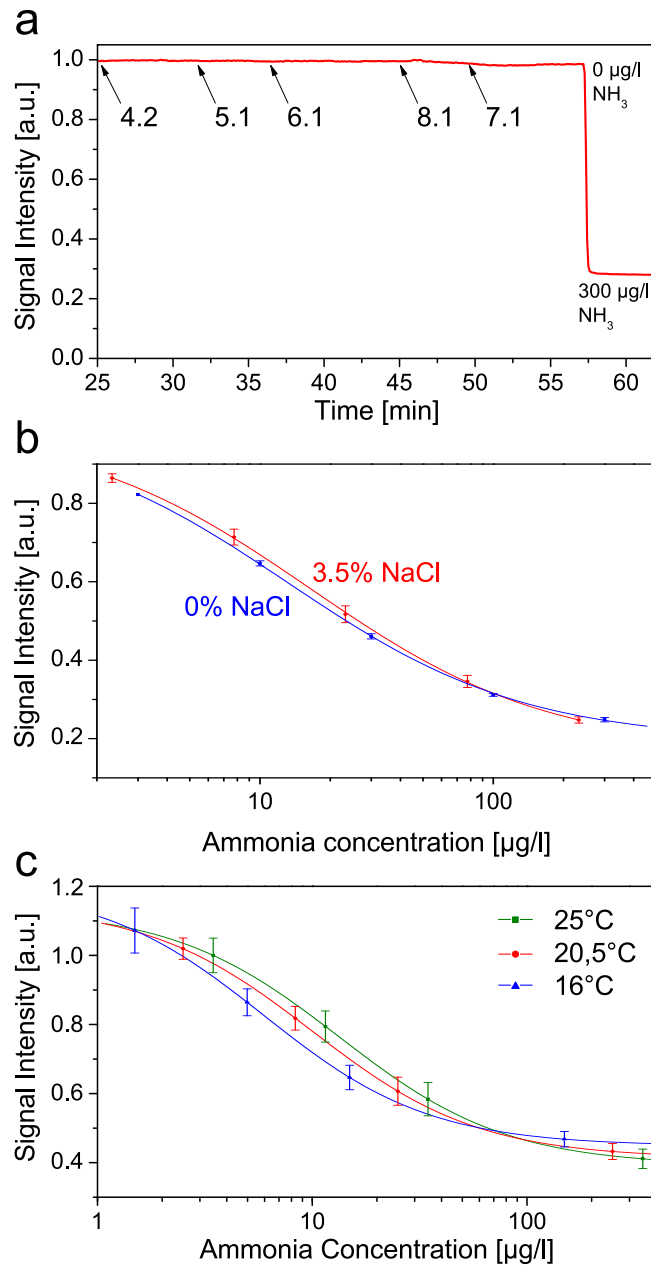 a
Signal Intensity [a.u.]
1.0
0.8
0.6
0.4
0.2
0.0
4.2
5.1
6.1
8.1
7.1
0 µg/l
NH₃
300 µg/l
NH₃
25
30
35
40
45
50
55
60
Time [min]
b
Signal Intensity [a.u.]
0.8
0.6
0.4
0.2
3.5% NaCl
0% NaCl
10
100
Ammonia concentration [µg/l]
c
Signal Intensity [a.u.]
1.2
1.0
0.8
0.6
0.4
25°C
20,5°C
16°C
1
10
100
Ammonia Concentration [µg/l]